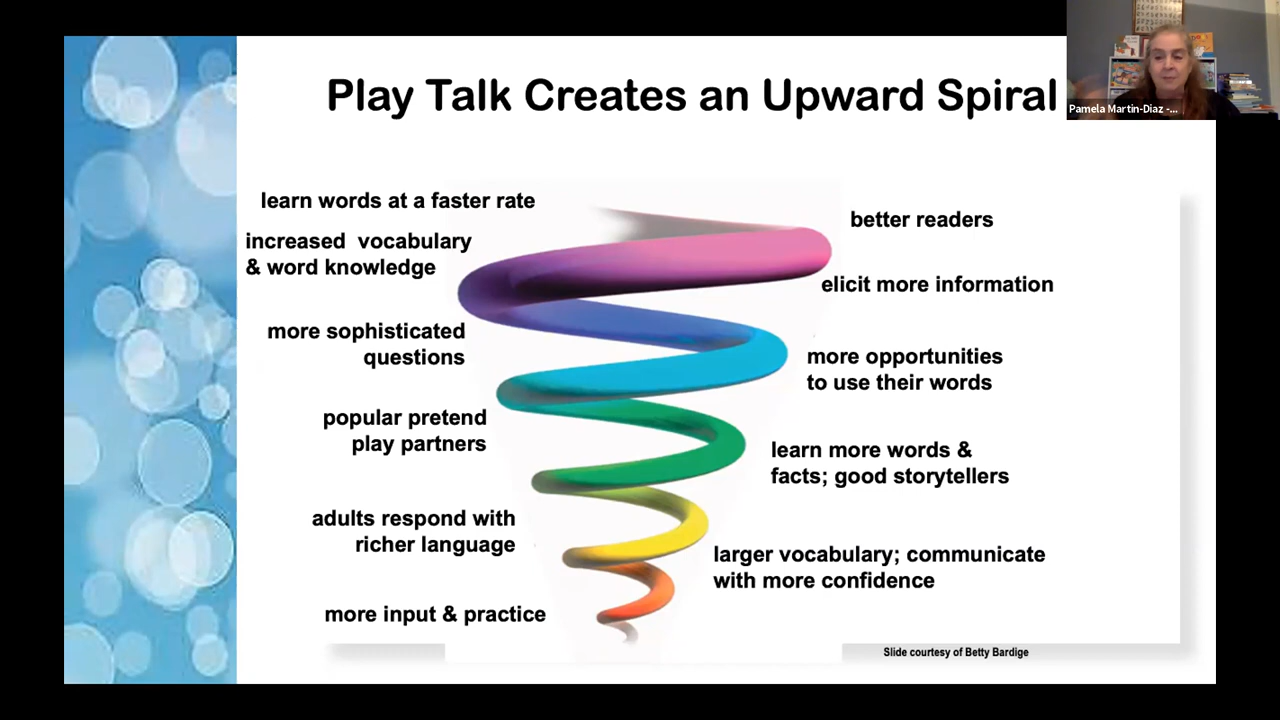 Play Talk Creates an Upward Spiral
Pamela Martin-Diaz -...
learn words at a faster rate
better readers
increased vocabulary
& word knowledge
elicit more information
more sophisticated
questions
more opportunities
to use their words
popular pretend
play partners
learn more words &
facts; good storytellers
adults respond with
richer language
larger vocabulary; communicate
with more confidence
more input & practice
Slide courtesy of Betty Bardige